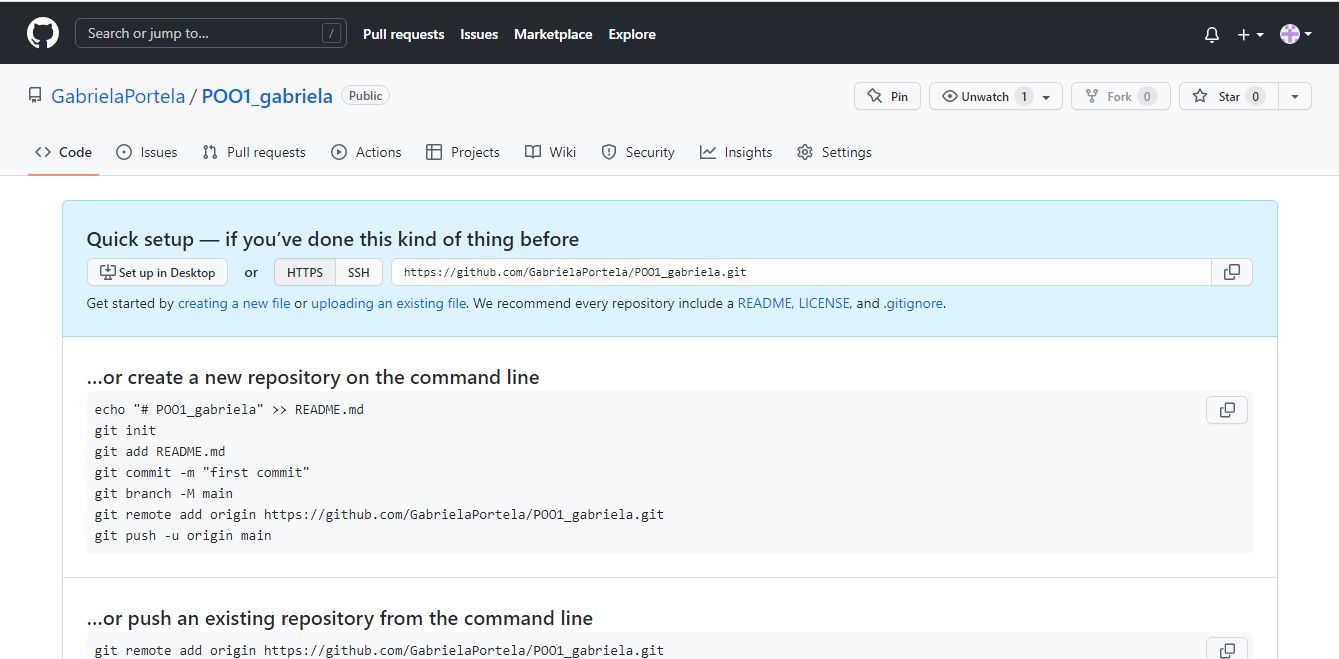 Search or jump to... /
Pull requests Issues Marketplace Explore
GabrielaPortela / POO1_gabriela Public
Pin Unwatch 1 Fork 0 Star 0
Code Issues Pull requests Actions Projects Wiki Security Insights Settings
Quick setup — if you've done this kind of thing before
Set up in Desktop or HTTPS SSH https://github.com/GabrielaPortela/POO1_gabriela.git
Get started by creating a new file or uploading an existing file. We recommend every repository include a README, LICENSE, and .gitignore.
…or create a new repository on the command line
echo "# POO1_gabriela" >> README.md
git init
git add README.md
git commit -m "first commit"
git branch -M main
git remote add origin https://github.com/GabrielaPortela/POO1_gabriela.git
git push -u origin main
…or push an existing repository from the command line
git remote add origin https://github.com/GabrielaPortela/POO1_gabriela.git